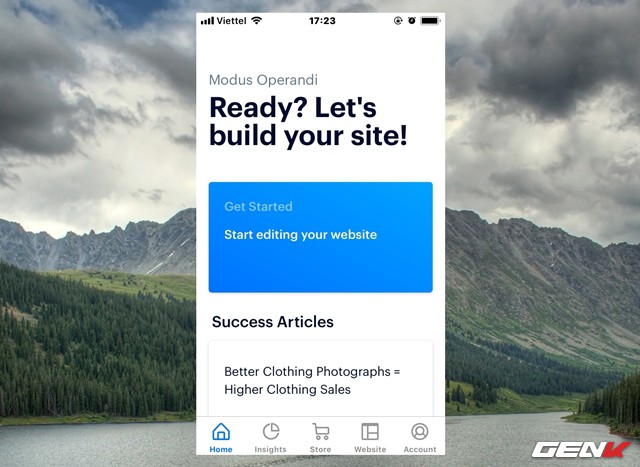 Viettel 17:23
Modus Operandi
Ready? Let's
build your site!
Get Started
Start editing your website
Success Articles
Better Clothing Photographs =
Higher Clothing Sales
Home Insights Store Website Account
GENK